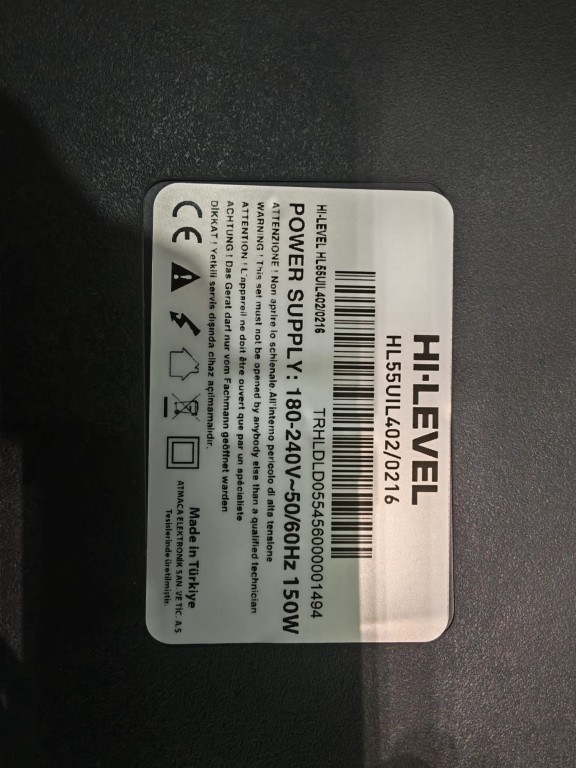 HI-LEVEL
HL55UIL402/0216
HI-LEVEL HL55UIL402/0216
TRHLDLD055456000001494
POWER SUPPLY: 180-240V~50/60Hz 150W
ATTENZIONE ! Non aprire lo schienale All'interno pericolo di alta tensione
WARNING ! This set must not be opened by anybody else than a qualified technician
ATTENTION ! L'appareil ne doit être ouvert que par un spécialiste
ACHTUNG ! Das Gerat darf nur vom Fachmann geöffnet warden
DİKKAT ! Yetkili servis dışında cihaz açılmamalıdır.
CE
Made in Türkiye
ATMACA ELEKTRONİK SAN. VE TİC. A.Ş
Tesislerinde üretilmiştir.